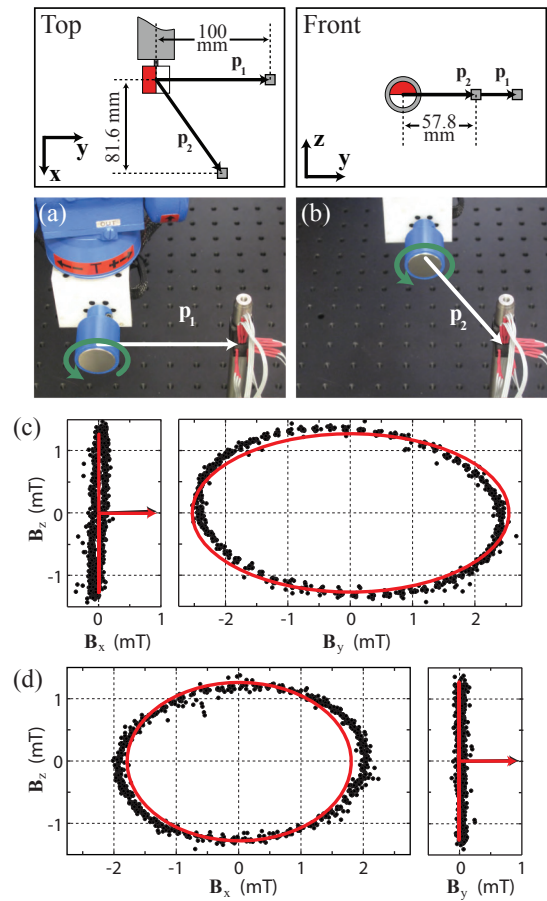 Top
100
mm
p1
81.6 mm
p2
y
x
Front
p2 p1
57.8
mm
z
y
(a)
OUT
T
p1
(b)
p2
(c)
1
0
-1
Bz (mT)
0 1
Bx (mT)
-2 -1 0 1 2
By (mT)
(d)
1
0
-1
Bz (mT)
-2 -1 0 1 2
Bx (mT)
0 1
By (mT)